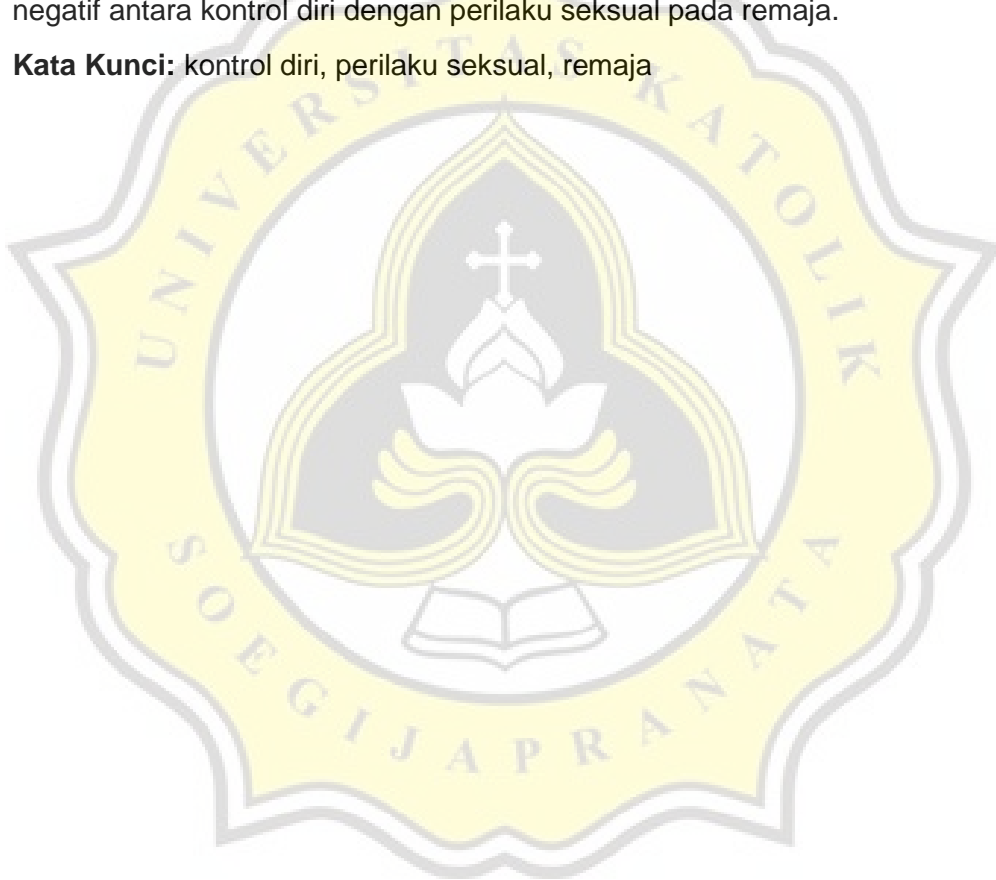 negatif antara kontrol diri dengan perilaku seksual pada remaja.
Kata Kunci: kontrol diri, perilaku seksual, remaja
UNIVERSITAS KATOLIK
SOEGIJAPRANATA